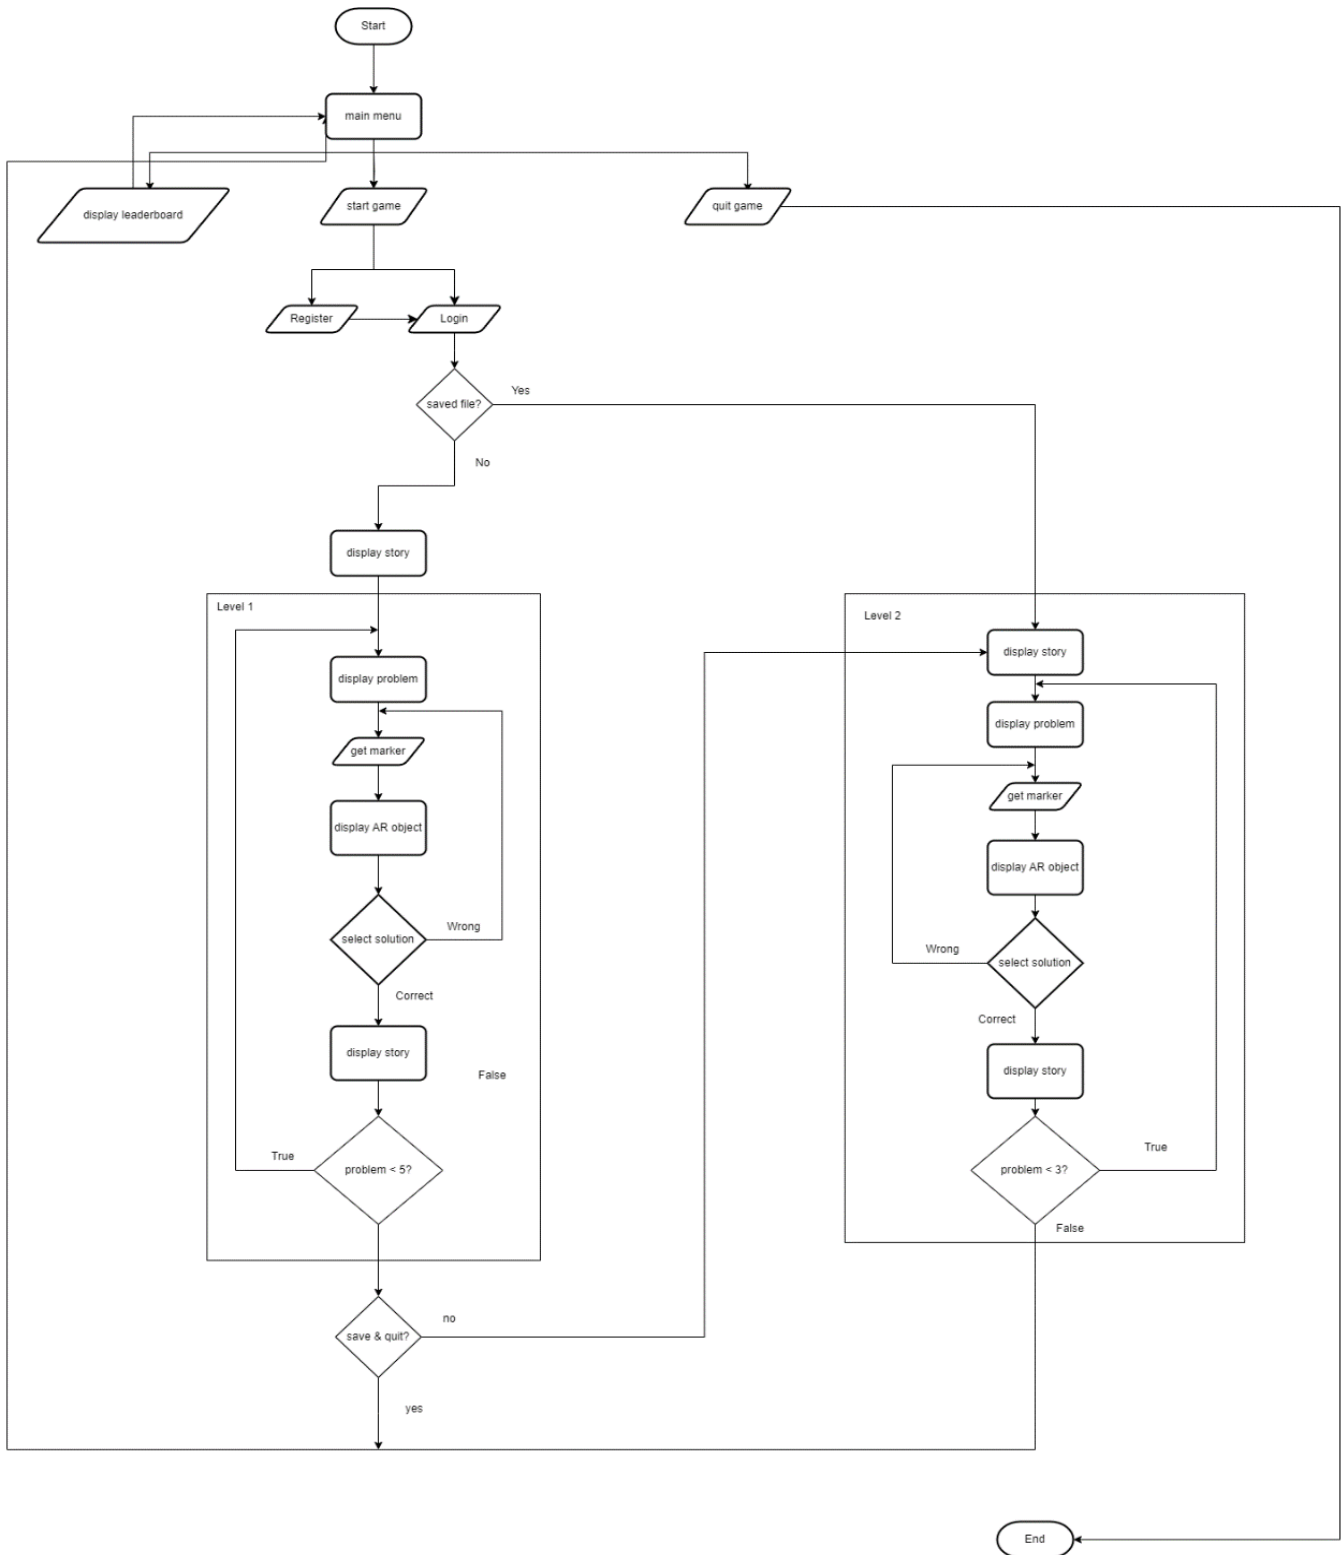 Start
main menu
display leaderboard
start game
quit game
Register
Login
saved file?
Yes
No
display story
Level 1
display problem
get marker
display AR object
select solution
Wrong
Correct
display story
False
True
problem < 5?
save & quit?
no
yes
Level 2
display story
display problem
get marker
display AR object
select solution
Wrong
Correct
display story
problem < 3?
True
False
End